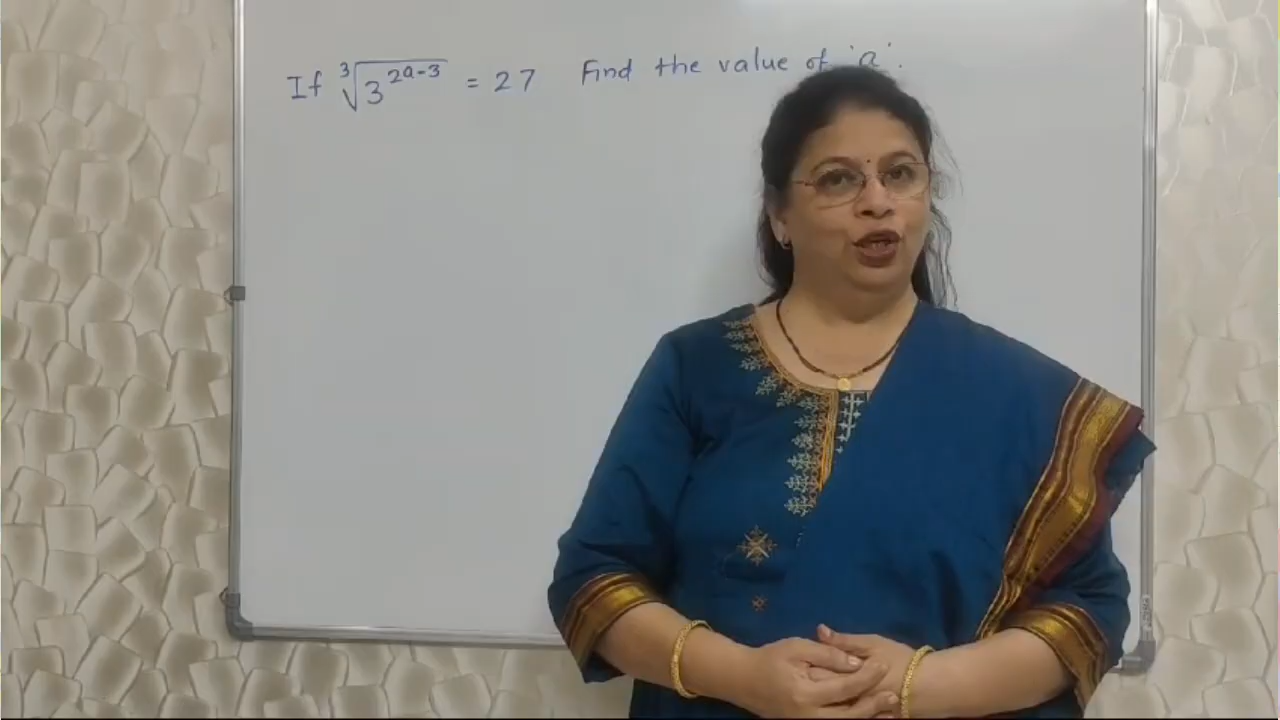 If ∛(3^(2a-3)) = 27 Find the value of 'a'.